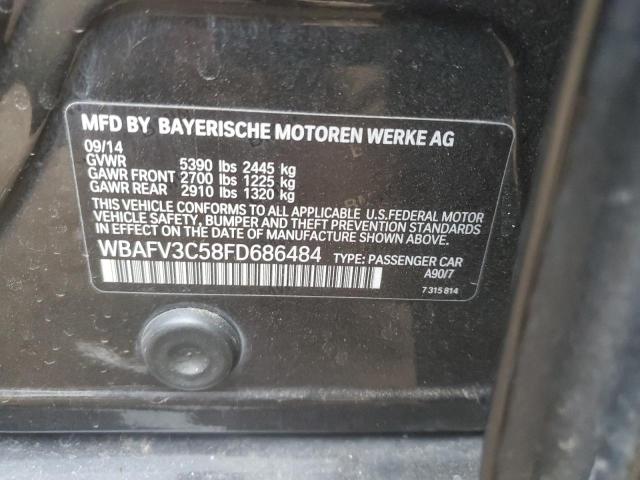 MFD BY BAYERISCHE MOTOREN WERKE AG
09/14
GVWR 5390 lbs 2445 kg
GAWR FRONT 2700 lbs 1225 kg
GAWR REAR 2910 lbs 1320 kg
THIS VEHICLE CONFORMS TO ALL APPLICABLE U.S.FEDERAL MOTOR
VEHICLE SAFETY, BUMPER AND THEFT PREVENTION STANDARDS
IN EFFECT ON THE DATE OF MANUFACTURE SHOWN ABOVE.
WBAFV3C58FD686484 TYPE: PASSENGER CAR
A90/7
7 315 814